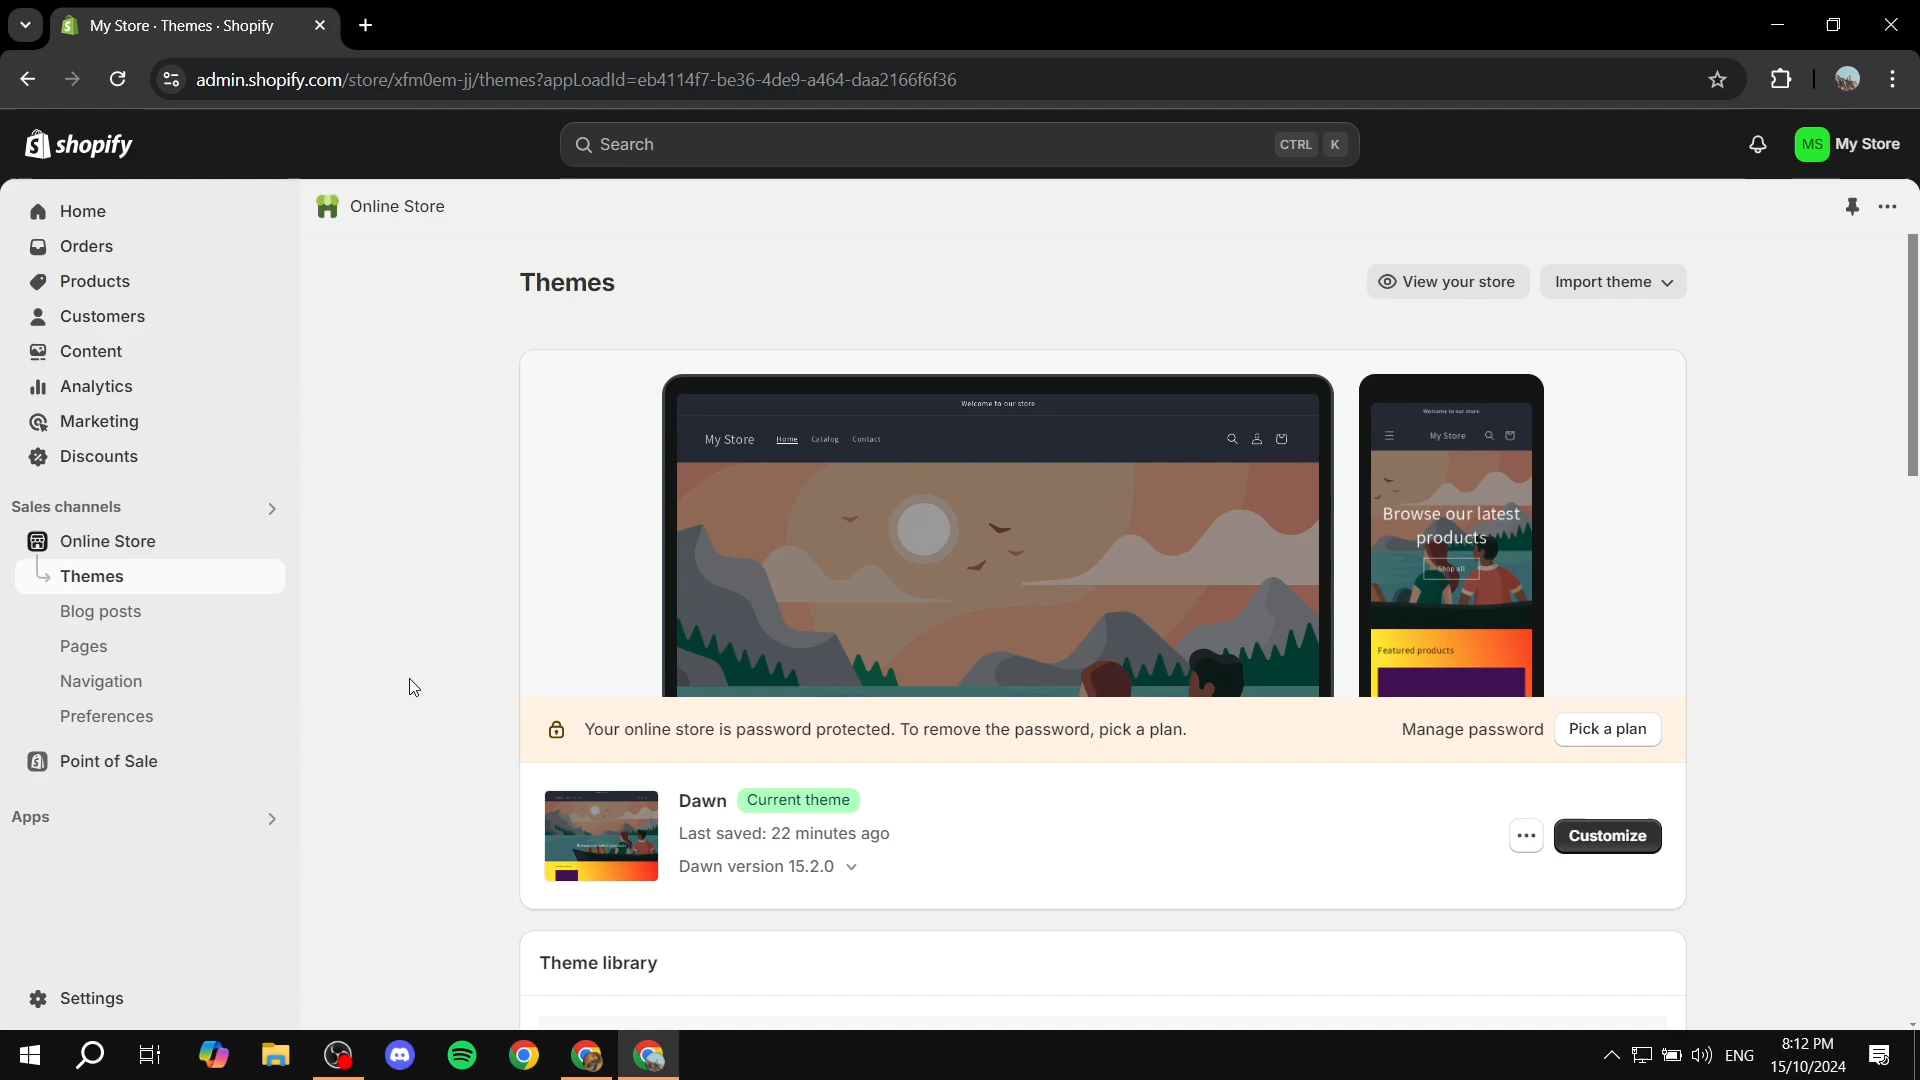 My Store · Themes · Shopify
admin.shopify.com/store/xfm0em-jj/themes?appLoadId=eb4114f7-be36-4de9-a464-daa2166f6f36
shopify
Search
CTRL K
MS My Store
Home
Orders
Products
Customers
Content
Analytics
Marketing
Discounts
Sales channels
Online Store
Themes
Blog posts
Pages
Navigation
Preferences
Point of Sale
Apps
Settings
Online Store
Themes
View your store
Import theme
Welcome to our store
My Store Home Catalog Contact
Welcome to our store
My Store
Browse our latest
products
Shop all
Featured products
Your online store is password protected. To remove the password, pick a plan.
Manage password
Pick a plan
Dawn Current theme
Last saved: 22 minutes ago
Dawn version 15.2.0
Customize
Theme library
ENG
8:12 PM
15/10/2024